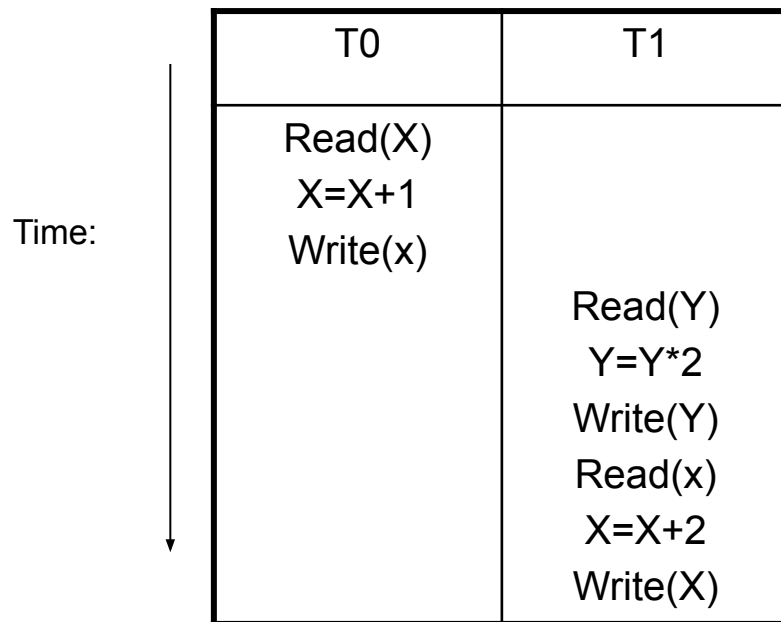 T0 T1
Read(X)
X=X+1
Time:
Write(x)
Read(Y)
Y=Y*2
Write(Y)
Read(x)
X=X+2
Write(X)